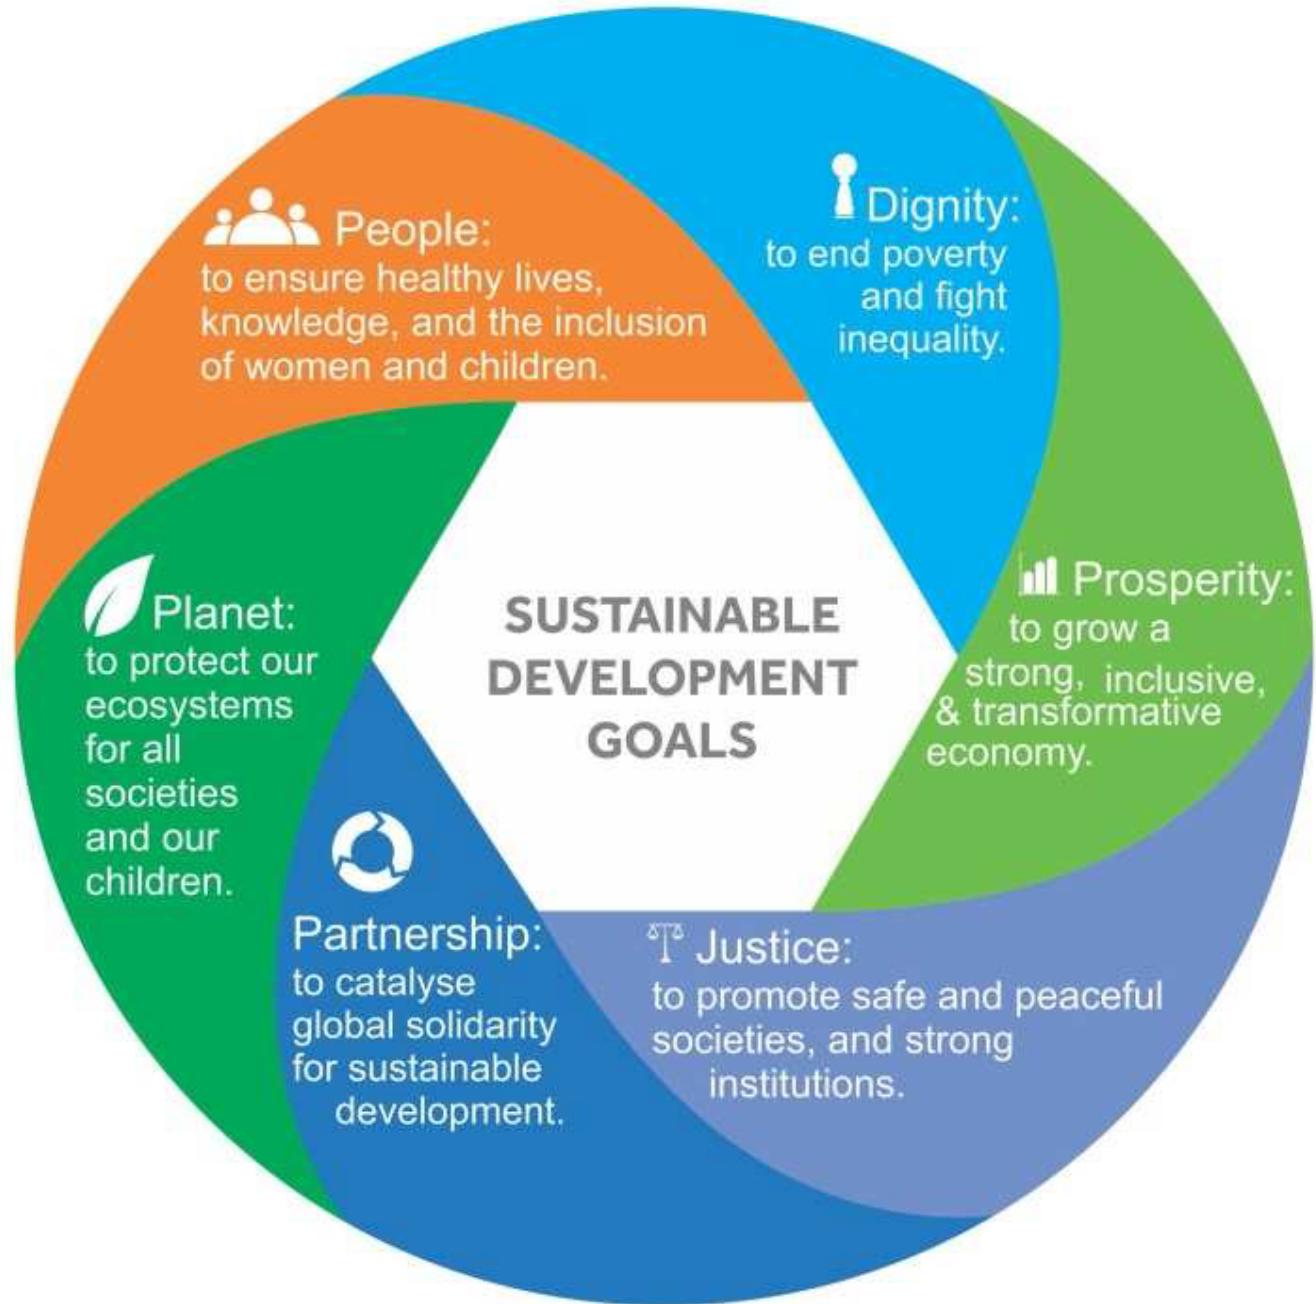 SUSTAINABLE
DEVELOPMENT
GOALS
Dignity:
to end poverty
and fight
inequality.
Prosperity:
to grow a
strong, inclusive,
& transformative
economy.
Justice:
to promote safe and peaceful
societies, and strong
institutions.
Partnership:
to catalyse
global solidarity
for sustainable
development.
Planet:
to protect our
ecosystems
for all
societies
and our
children.
People:
to ensure healthy lives,
knowledge, and the inclusion
of women and children.